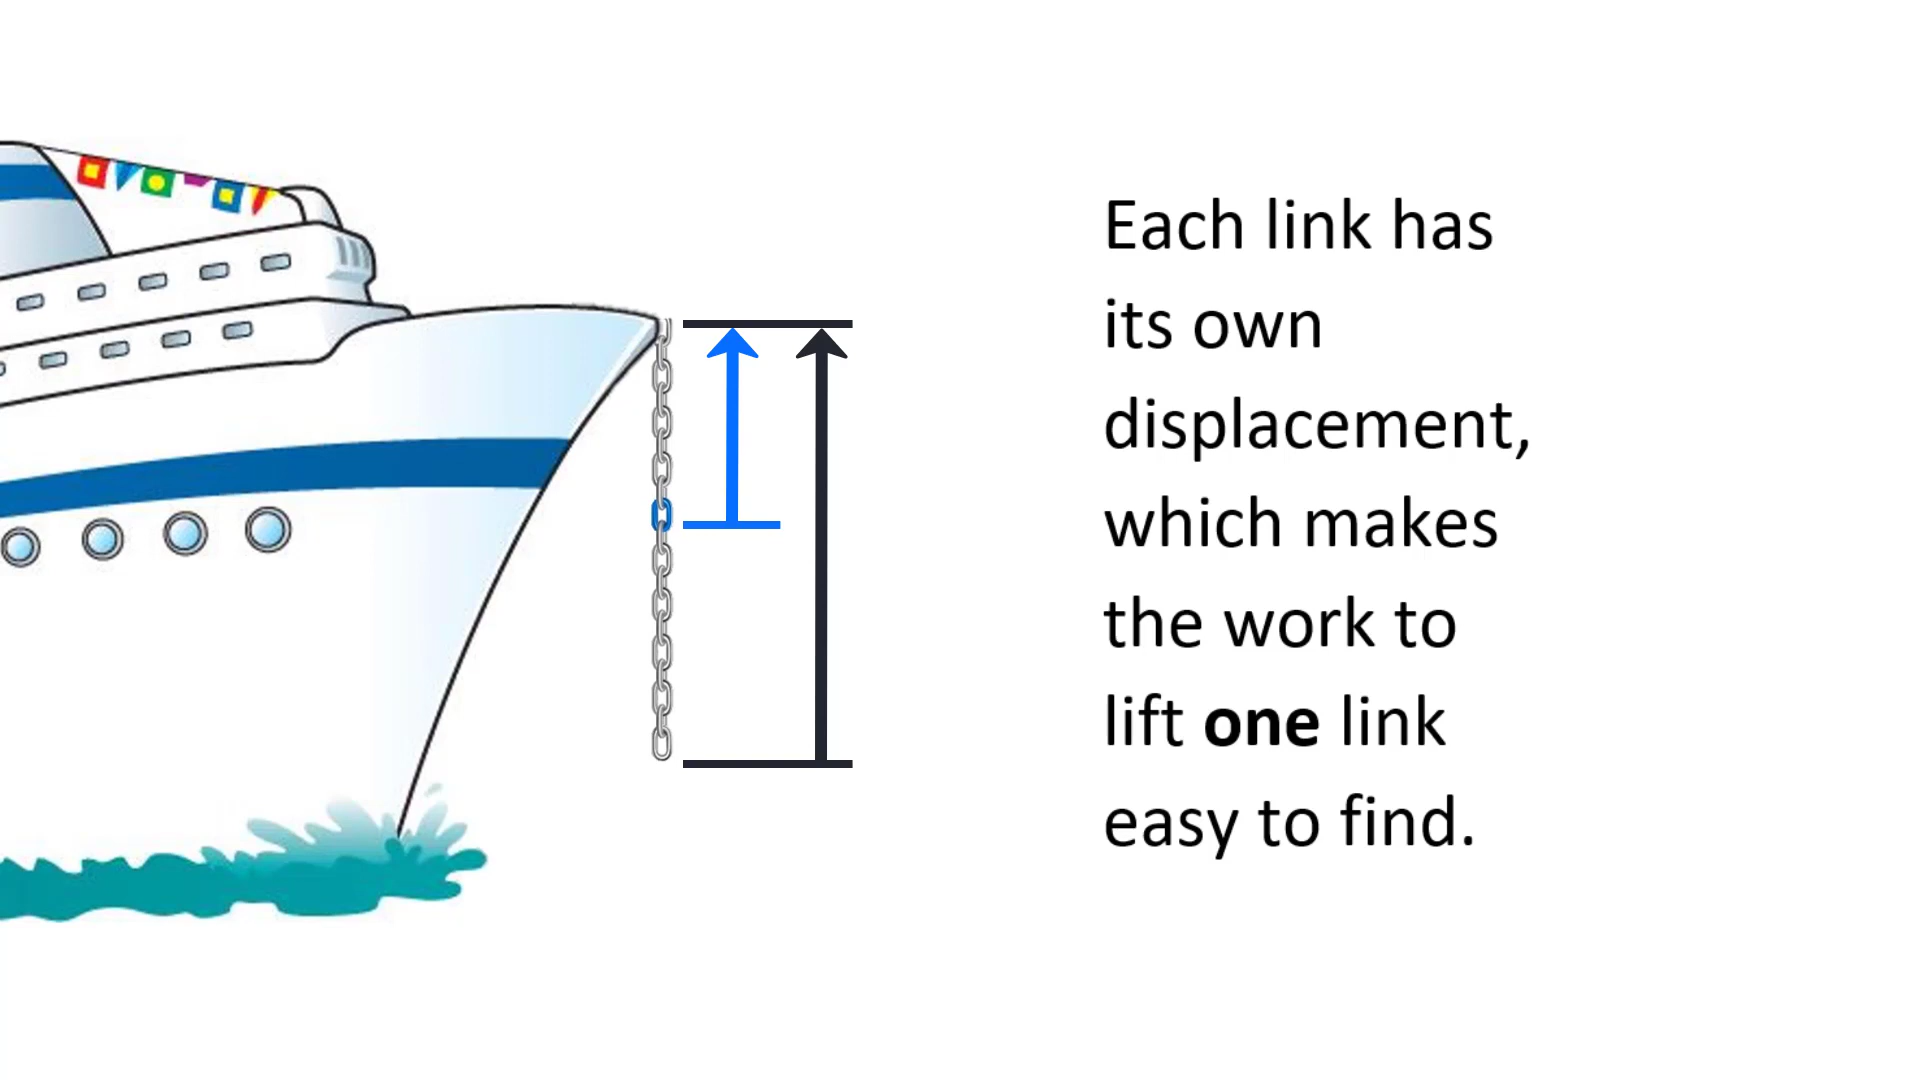 Each link has
its own
displacement,
which makes
the work to
lift one link
easy to find.